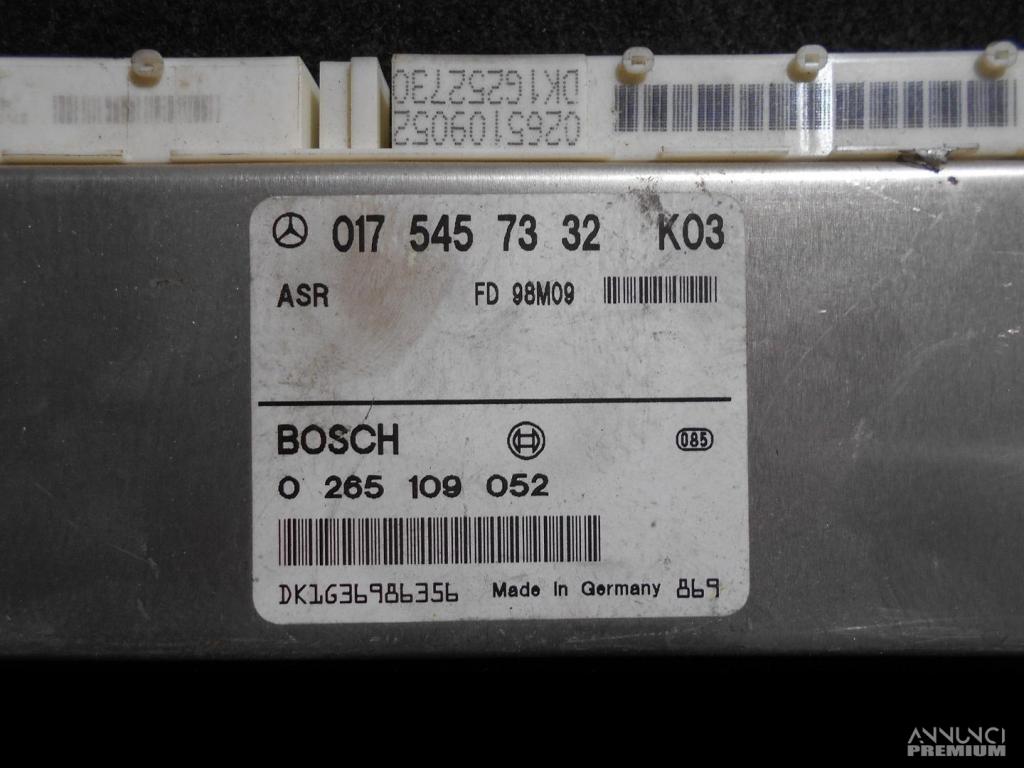 DK1G252730
0265109052
017 545 73 32 K03
ASR FD 98M09
BOSCH 085
0 265 109 052
DK1G36986356 Made In Germany 869
ANNUNCI
PREMIUM